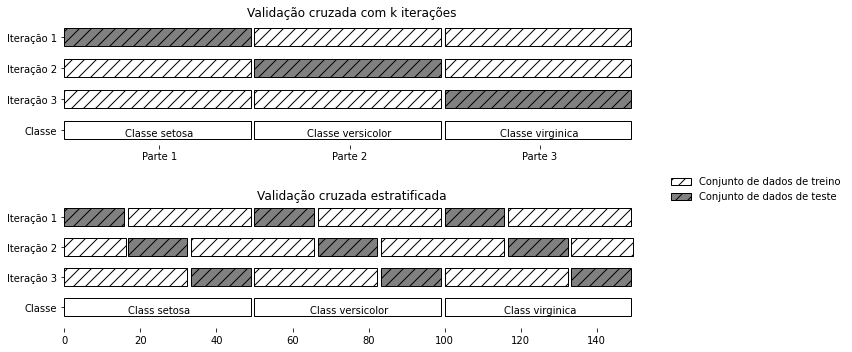 Validação cruzada com k iterações
Iteração 1
Iteração 2
Iteração 3
Classe
Classe setosa
Classe versicolor
Classe virginica
Parte 1
Parte 2
Parte 3
Conjunto de dados de treino
Conjunto de dados de teste
Validação cruzada estratificada
Iteração 1
Iteração 2
Iteração 3
Classe
Class setosa
Class versicolor
Class virginica
0
20
40
60
80
100
120
140